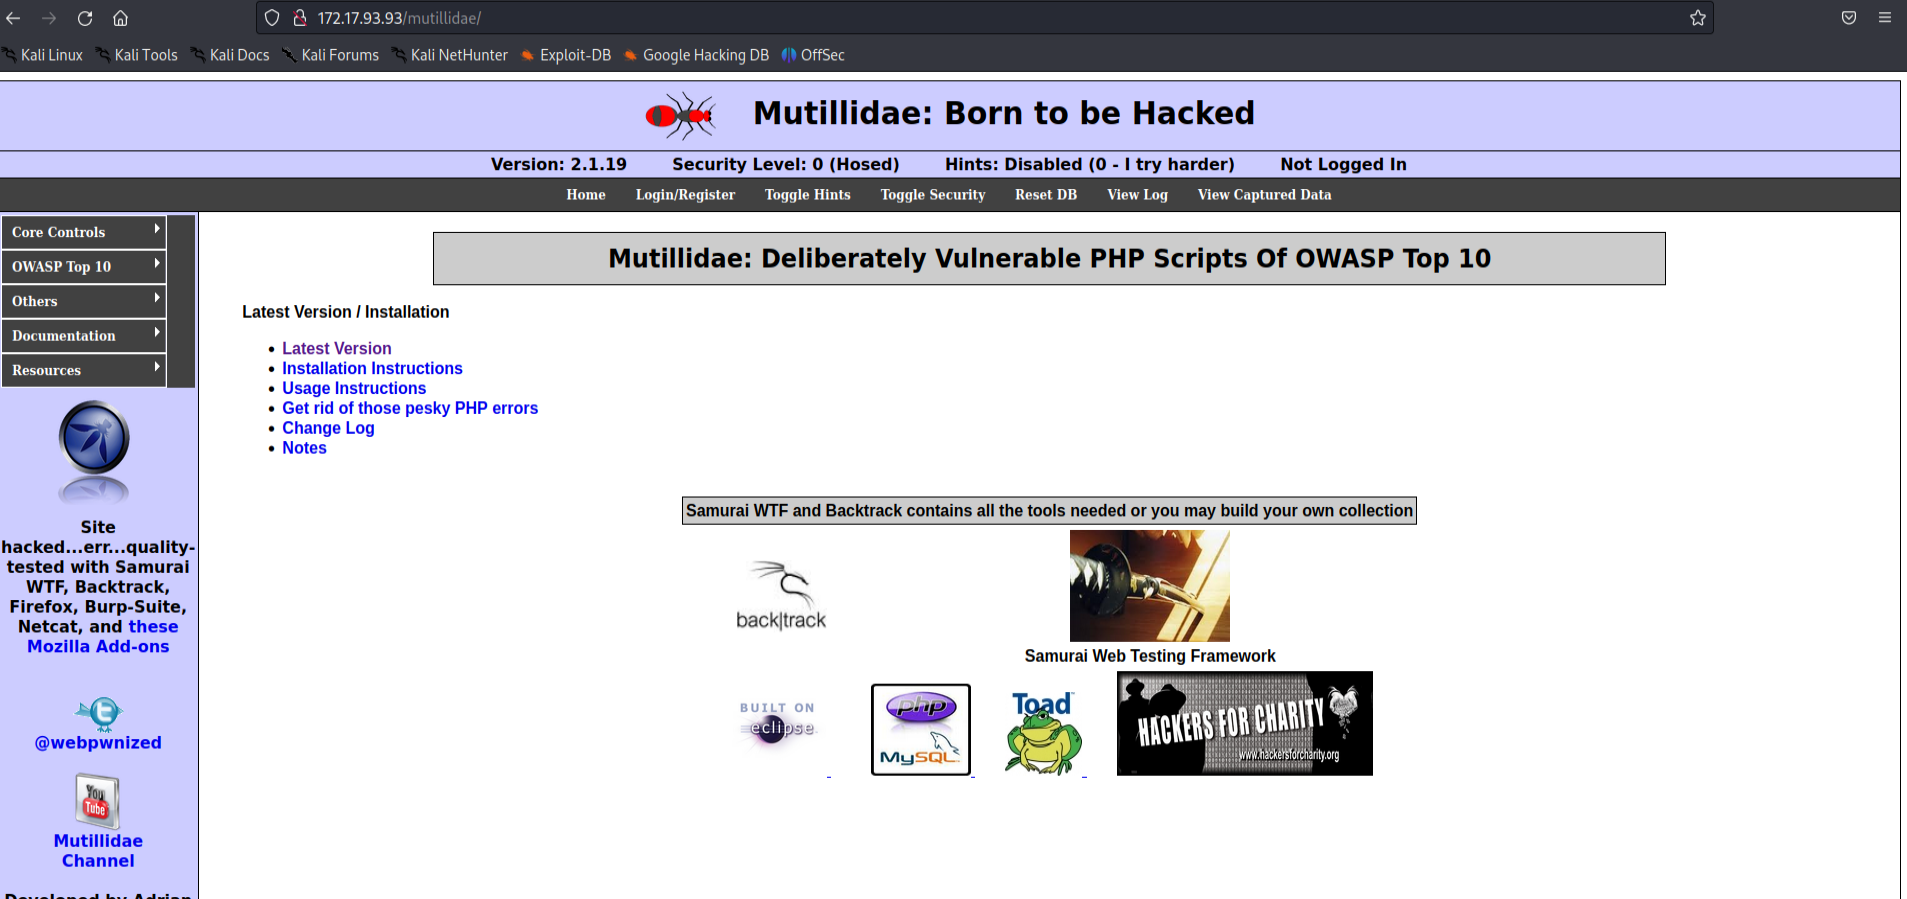 172.17.93.93/mutillidae/
Kali Linux Kali Tools Kali Docs Kali Forums Kali NetHunter Exploit-DB Google Hacking DB OffSec
Mutillidae: Born to be Hacked
Version: 2.1.19 Security Level: 0 (Hosed) Hints: Disabled (0 - I try harder) Not Logged In
Home Login/Register Toggle Hints Toggle Security Reset DB View Log View Captured Data
Core Controls
OWASP Top 10
Others
Documentation
Resources
Site
hacked...err...quality-
tested with Samurai
WTF, Backtrack,
Firefox, Burp-Suite,
Netcat, and these
Mozilla Add-ons
@webpwnized
You
Tube
Mutillidae
Channel
Developed by Adrian
Mutillidae: Deliberately Vulnerable PHP Scripts Of OWASP Top 10
Latest Version / Installation
Latest Version
Installation Instructions
Usage Instructions
Get rid of those pesky PHP errors
Change Log
Notes
Samurai WTF and Backtrack contains all the tools needed or you may build your own collection
back|track
Samurai Web Testing Framework
BUILT ON
eclipse
php
MySQL
Toad
HACKERS FOR CHARITY
www.hackersforcharity.org